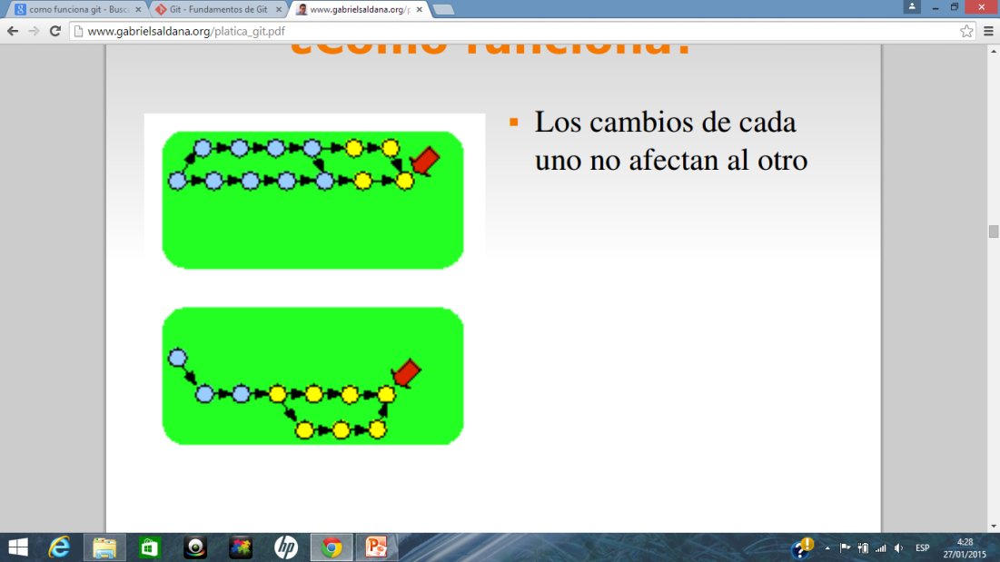 como funciona git - Busc
Git - Fundamentos de Git
www.gabrielsaldana.org/p
www.gabrielsaldana.org/platica_git.pdf
¿Cómo funciona?
Los cambios de cada
uno no afectan al otro
hp
ESP
4:28
27/01/2015